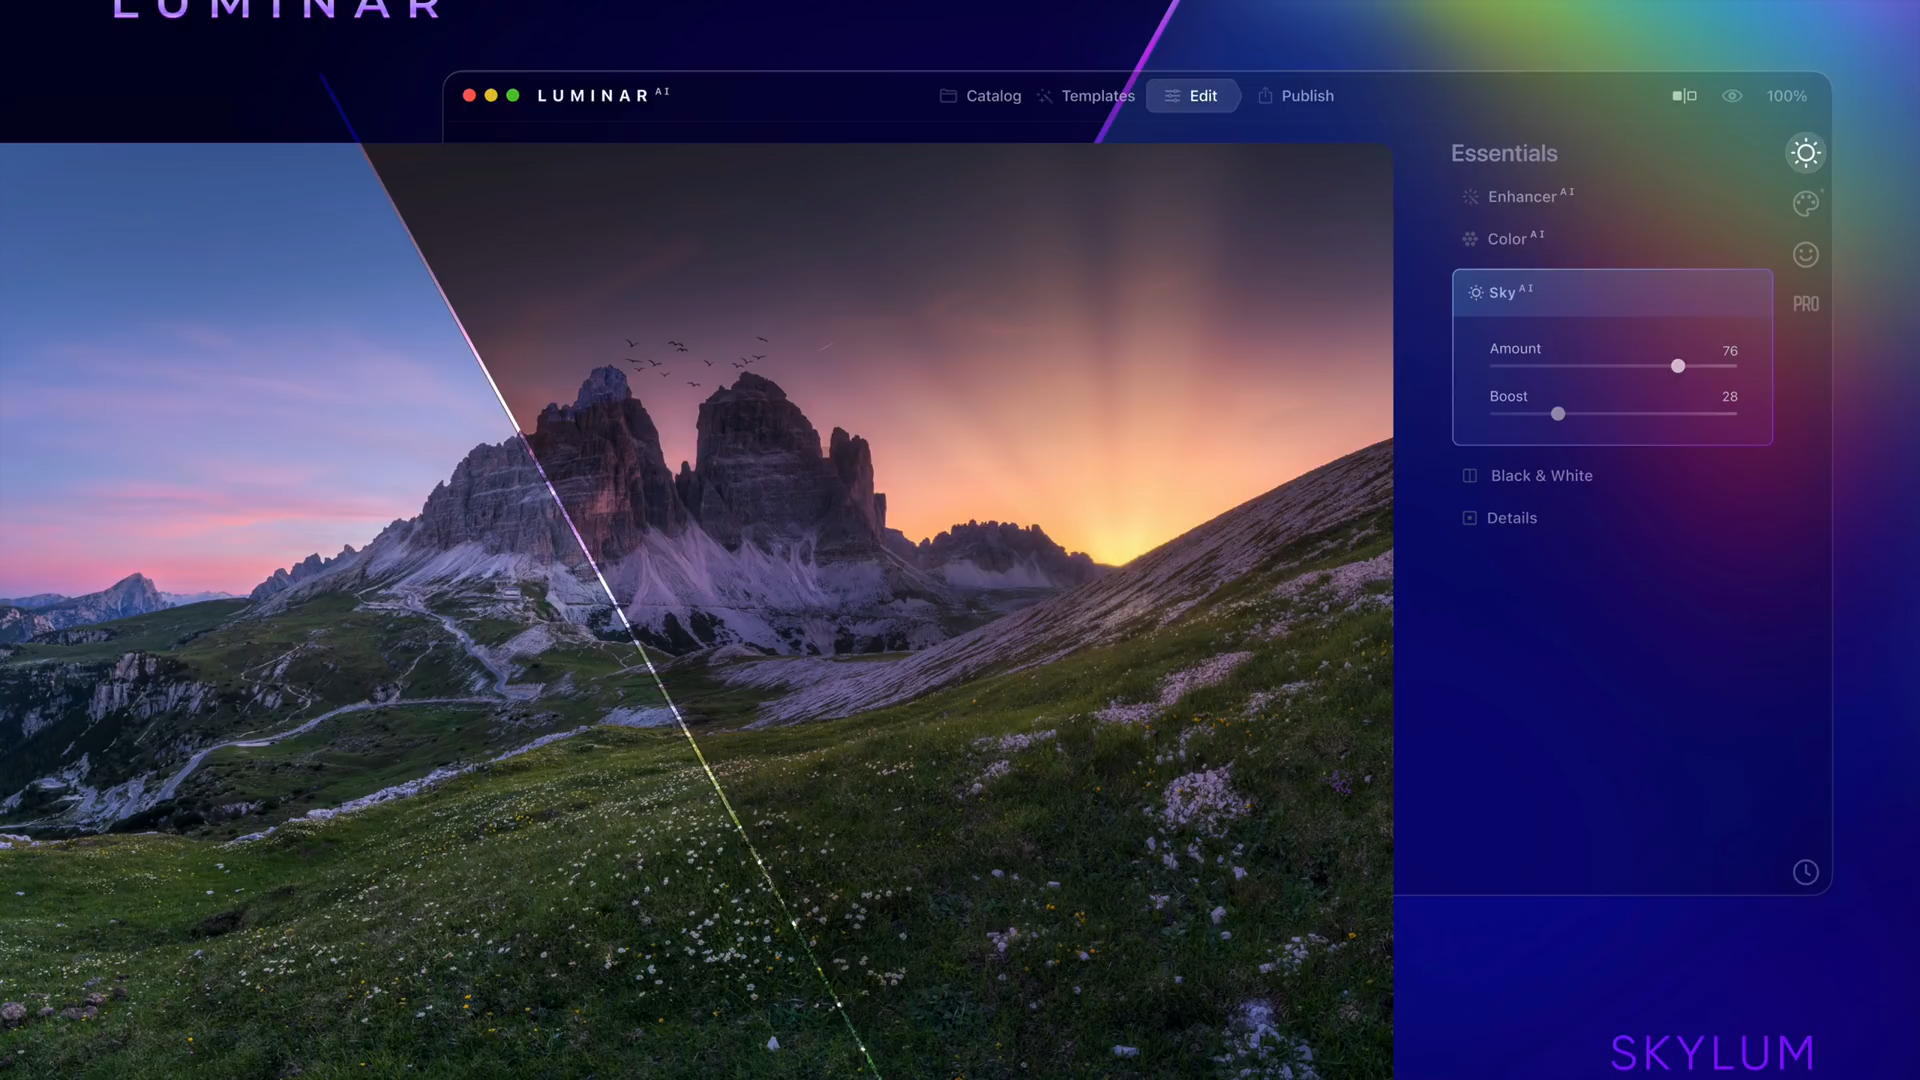 LUMINAR
LUMINAR AI
Catalog
Templates
Edit
Publish
100%
Essentials
Enhancer AI
Color AI
Sky AI
PRO
Amount 76
Boost 28
Black & White
Details
SKYLUM